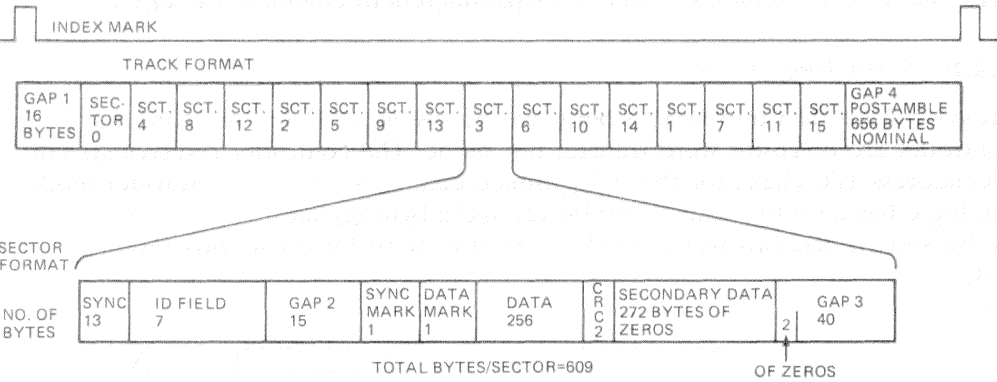 INDEX MARK
TRACK FORMAT
GAP 1
16
BYTES
SEC-
TOR
0
SCT.
4
SCT.
8
SCT.
12
SCT.
2
SCT.
5
SCT.
9
SCT.
13
SCT.
3
SCT.
6
SCT.
10
SCT.
14
SCT.
1
SCT.
7
SCT.
11
SCT.
15
GAP 4
POSTAMBLE
656 BYTES
NOMINAL
SECTOR
FORMAT
NO. OF
BYTES
SYNC
13
ID FIELD
7
GAP 2
15
SYNC
MARK
1
DATA
MARK
1
DATA
256
C
R
C
2
SECONDARY DATA
272 BYTES OF
ZEROS
2
GAP 3
40
TOTAL BYTES/SECTOR=609
OF ZEROS